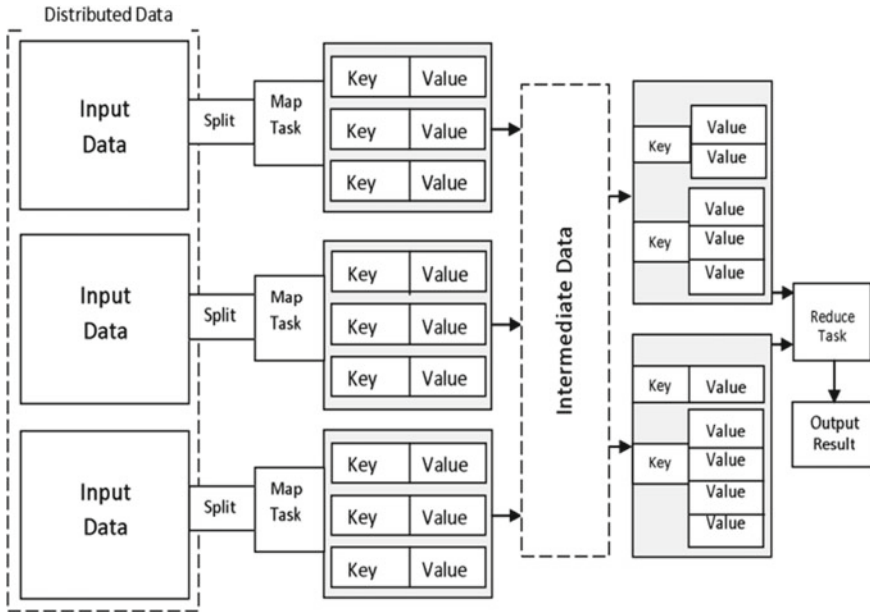 Distributed Data
Input
Data
Split
Map
Task
Key Value
Key Value
Key Value
Input
Data
Split
Map
Task
Key Value
Key Value
Key Value
Input
Data
Split
Map
Task
Key Value
Key Value
Key Value
Intermediate Data
Key
Value
Value
Key
Value
Value
Value
Key Value
Key
Value
Value
Value
Value
Reduce
Task
Output
Result